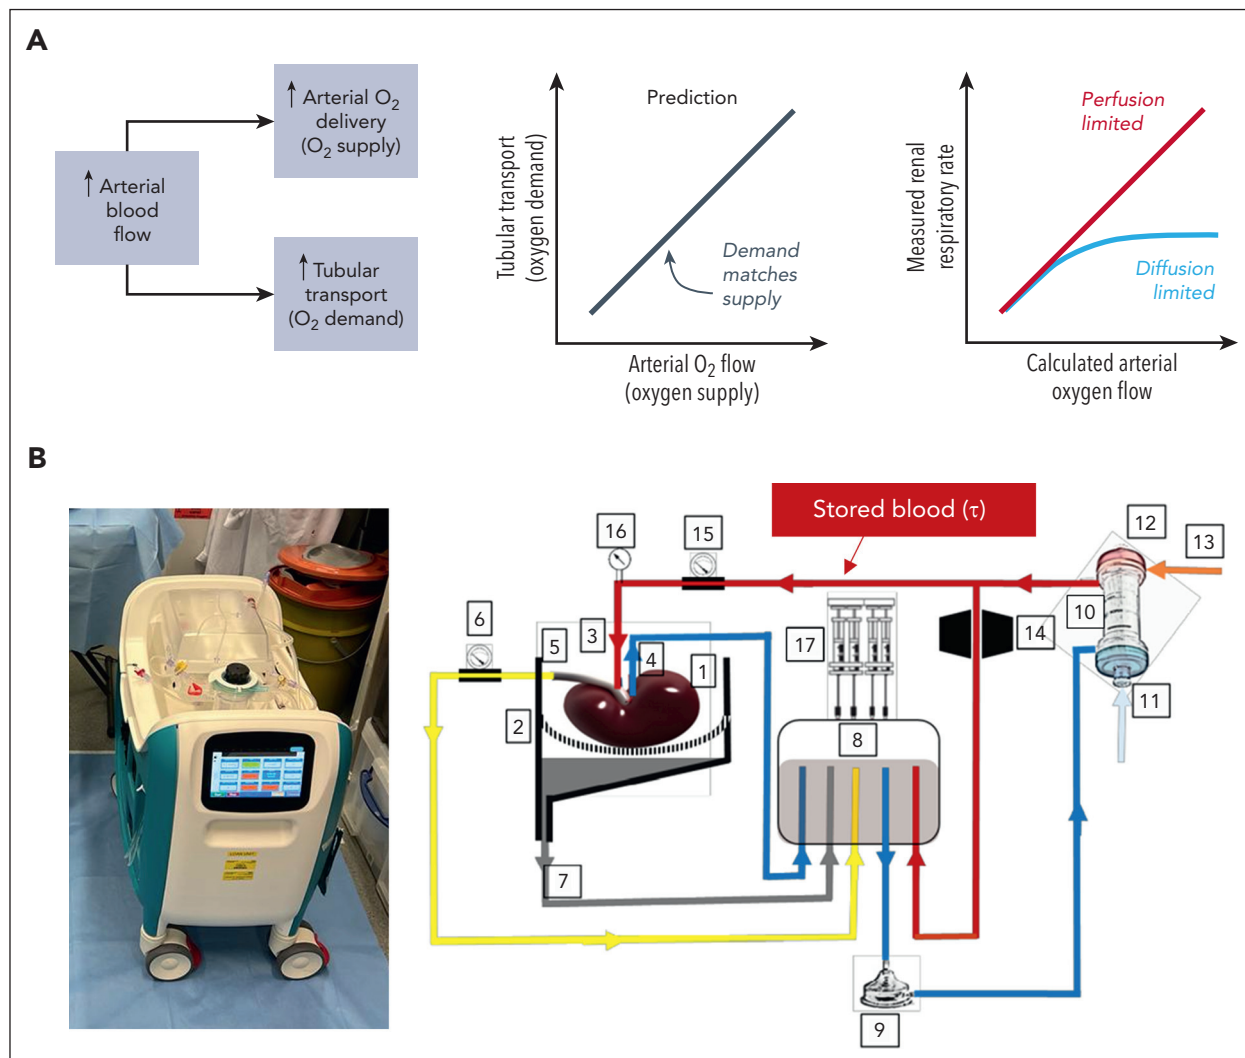 A
↑ Arterial
blood
flow
↑ Arterial O₂
delivery
(O₂ supply)
↑ Tubular
transport
(O₂ demand)
Tubular transport
(oxygen demand)
Prediction
Demand
matches
supply
Arterial O₂ flow
(oxygen supply)
Measured renal
respiratory rate
Perfusion
limited
Diffusion
limited
Calculated arterial
oxygen flow
B
Stored blood (τ)
16
15
12
13
6
5
3
4
1
17
14
10
2
8
11
7
9